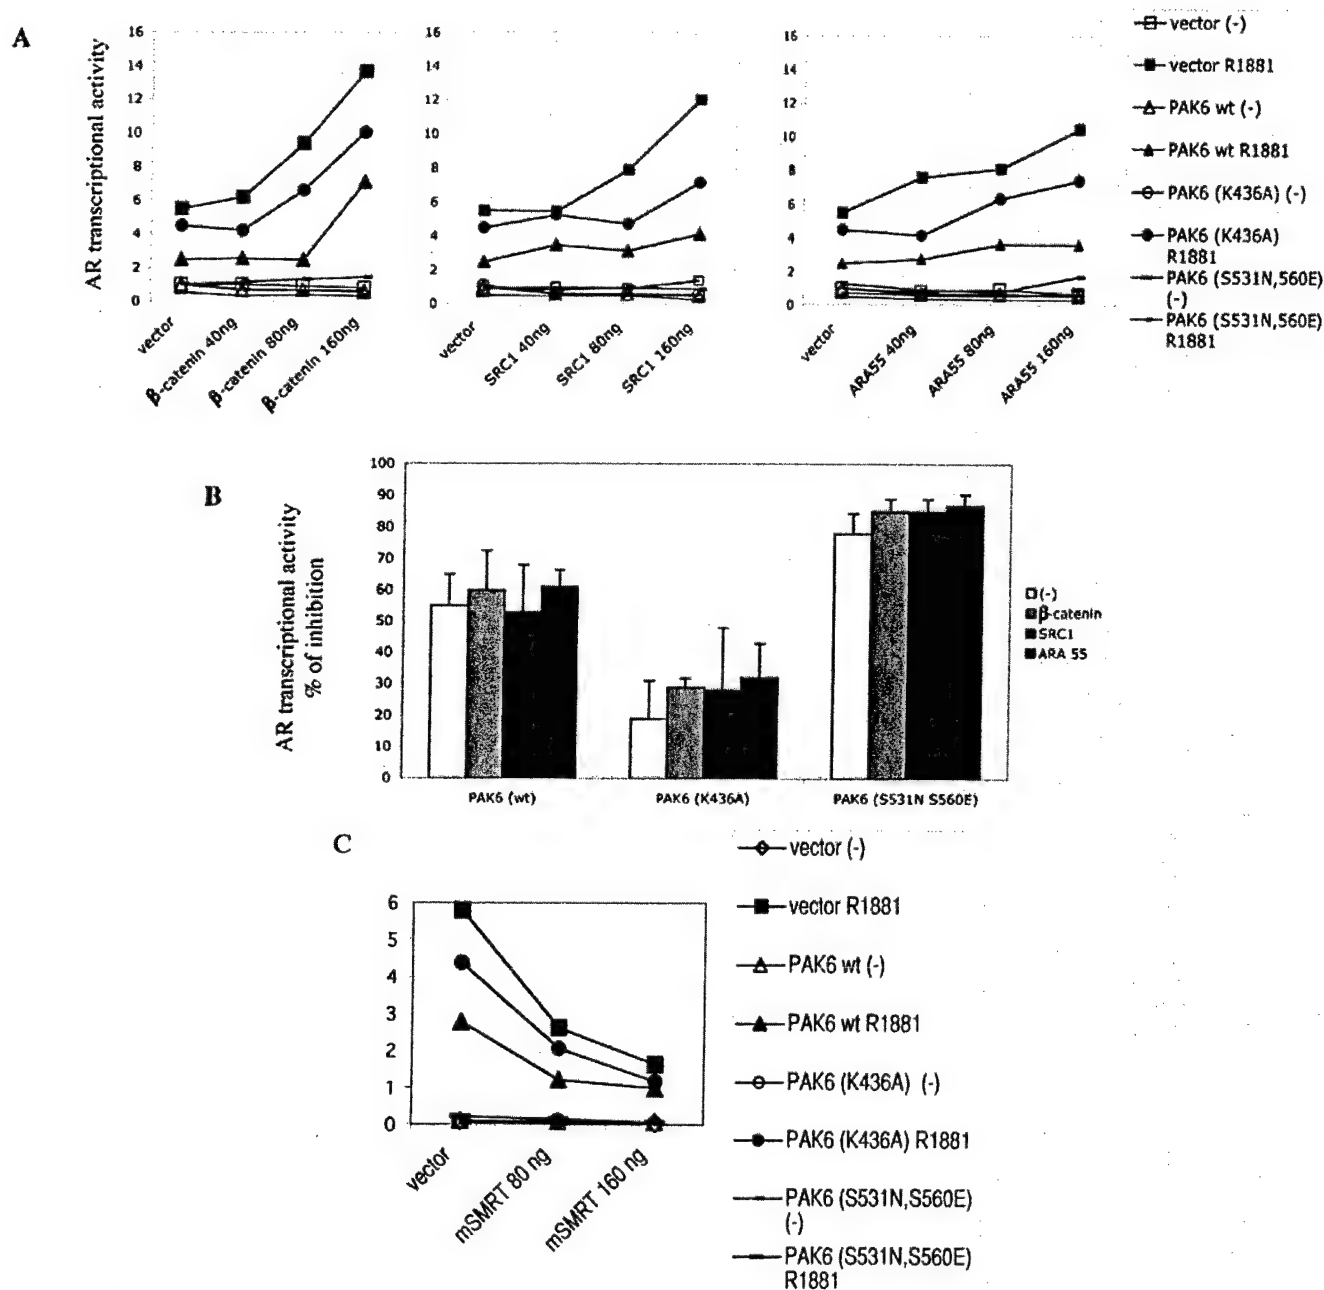 A
AR transcriptional activity
16
14
12
10
8
6
4
2
0
vector
β-catenin 40ng
β-catenin 80ng
β-catenin 160ng
16
14
12
10
8
6
4
2
0
vector
SRC1 40ng
SRC1 80ng
SRC1 160ng
16
14
12
10
8
6
4
2
0
vector
ARA55 40ng
ARA55 80ng
ARA55 160ng
vector (-)
vector R1881
PAK6 wt (-)
PAK6 wt R1881
PAK6 (K436A) (-)
PAK6 (K436A)
R1881
PAK6 (S531N,560E)
(-)
PAK6 (S531N,560E)
R1881
B
AR transcriptional activity
% of inhibition
100
90
80
70
60
50
40
30
20
10
0
PAK6 (wt)
PAK6 (K436A)
PAK6 (S531N S560E)
(-)
β-catenin
SRC1
ARA 55
C
6
5
4
3
2
1
0
vector
mSMRT 80 ng
mSMRT 160 ng
vector (-)
vector R1881
PAK6 wt (-)
PAK6 wt R1881
PAK6 (K436A) (-)
PAK6 (K436A) R1881
PAK6 (S531N,S560E)
(-)
PAK6 (S531N,S560E)
R1881